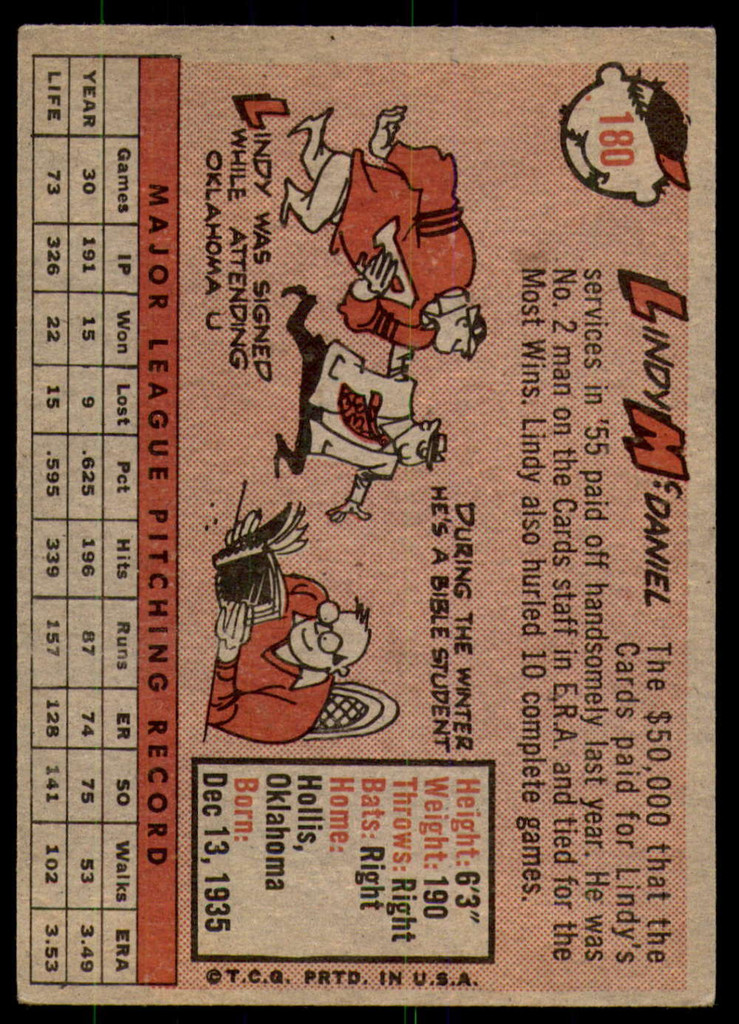 180
LINDY McDANIEL
The $50,000 that the
Cards paid for Lindy's
services in '55 paid off handsomely last year. He was
No. 2 man on the Cards staff in E.R.A. and tied for the
Most Wins. Lindy also hurled 10 complete games.
LINDY WAS SIGNED
WHILE ATTENDING
OKLAHOMA U
DURING THE WINTER
HE'S A BIBLE STUDENT
Height: 6'3"
Weight: 190
Throws: Right
Bats: Right
Home:
Hollis,
Oklahoma
Born:
Dec 13, 1935
©T.C.G. PRTD. IN U.S.A.
MAJOR LEAGUE PITCHING RECORD
Games IP Won Lost Pct Hits Runs ER SO Walks ERA
YEAR 30 191 15 9 .625 196 87 74 75 53 3.49
LIFE 73 326 22 15 .595 339 157 128 141 102 3.53